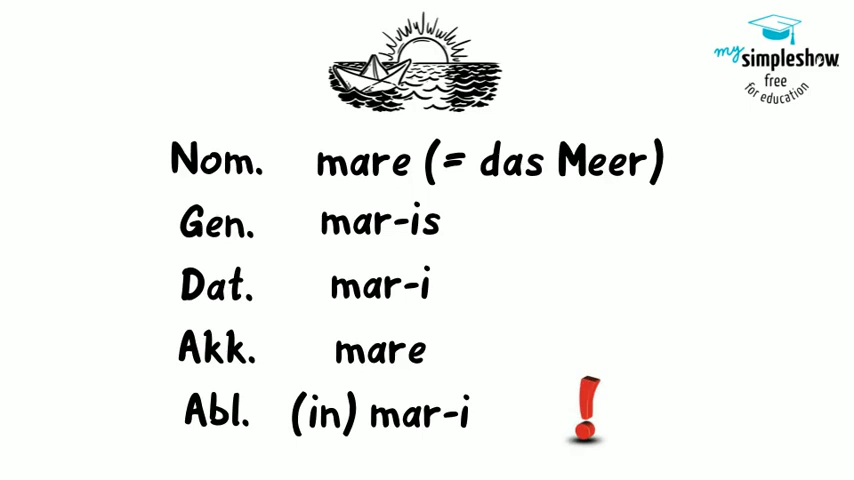 my
simpleshow
free
for education
Nom. mare (= das Meer)
Gen. mar-is
Dat. mar-i
Akk. mare
Abl. (in) mar-i !